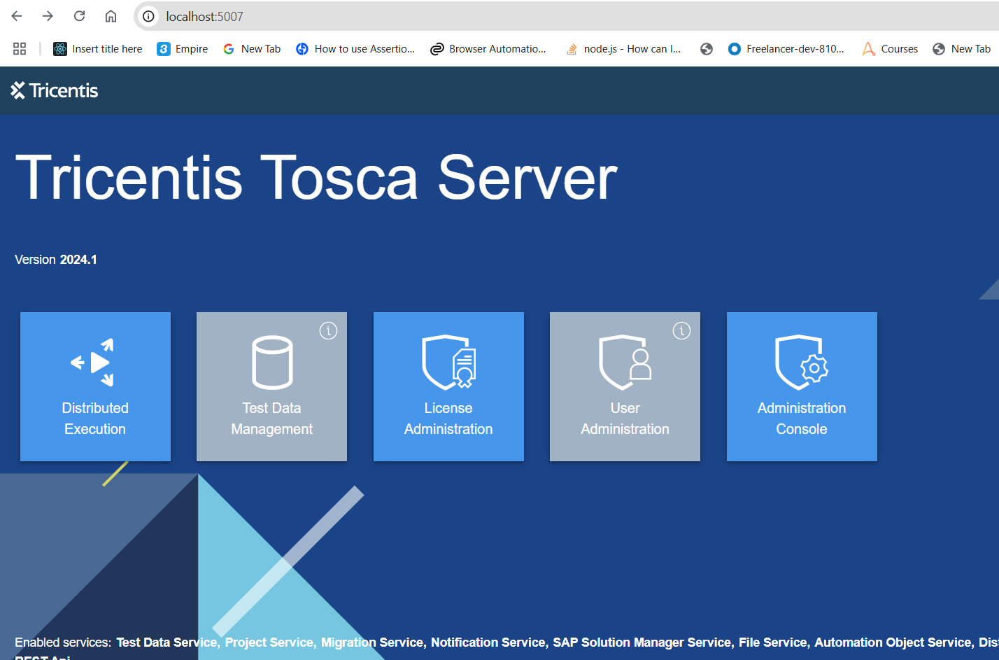 localhost:5007
Insert title here Empire New Tab How to use Assertio... Browser Automatio... node.js - How can I... Freelancer-dev-810... Courses New Tab
Tricentis
Tricentis Tosca Server
Version 2024.1
Distributed
Execution
Test Data
Management
License
Administration
User
Administration
Administration
Console
Enabled services: Test Data Service, Project Service, Migration Service, Notification Service, SAP Solution Manager Service, File Service, Automation Object Service, Dis
REST Api